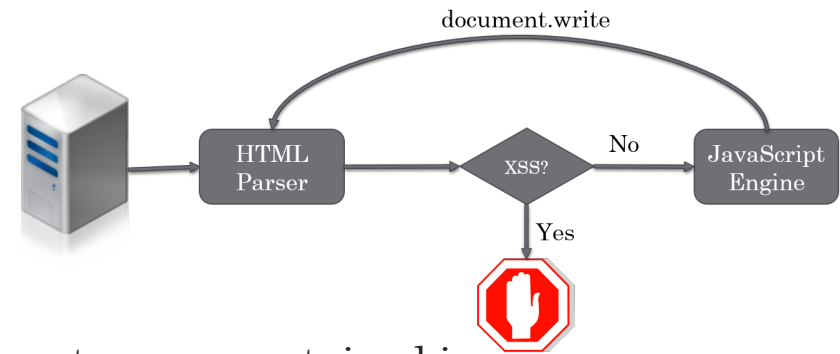 document.write
HTML
Parser
XSS?
No
JavaScript
Engine
Yes